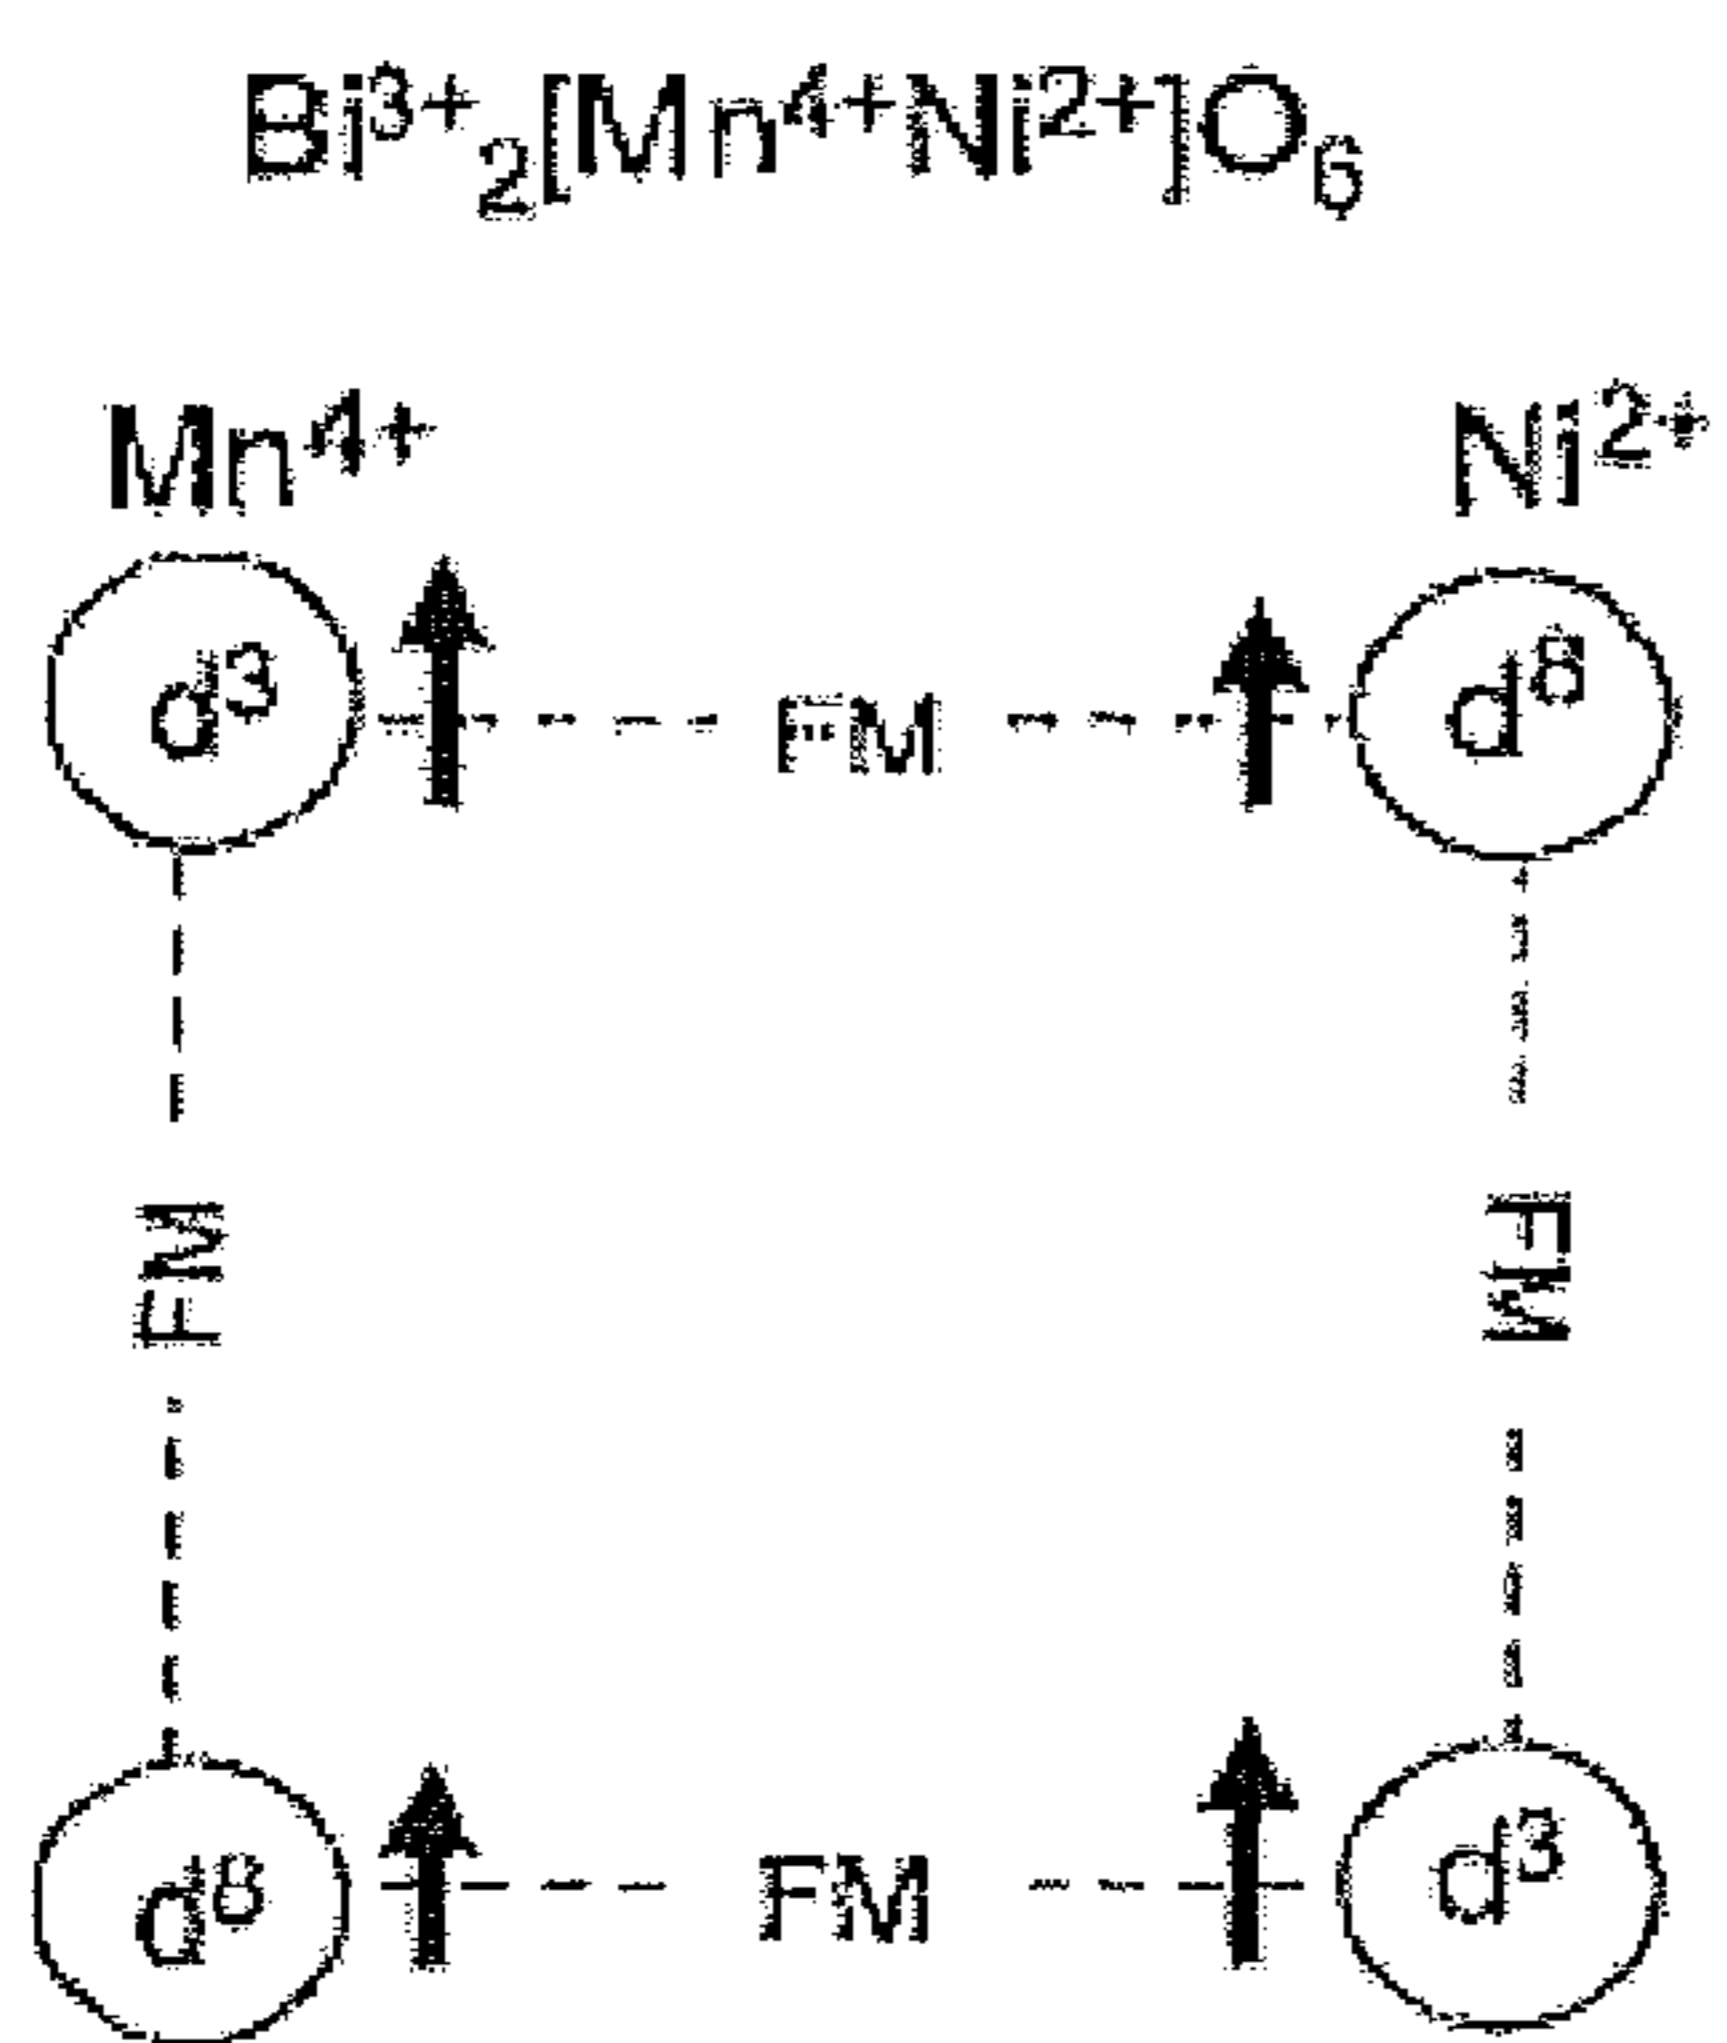 Bi³⁺₂[Mn⁴⁺Ni²⁺]O₆
Mn⁴⁺ Ni²⁺
d³ FM d⁸
FM FM
d⁸ FM d³